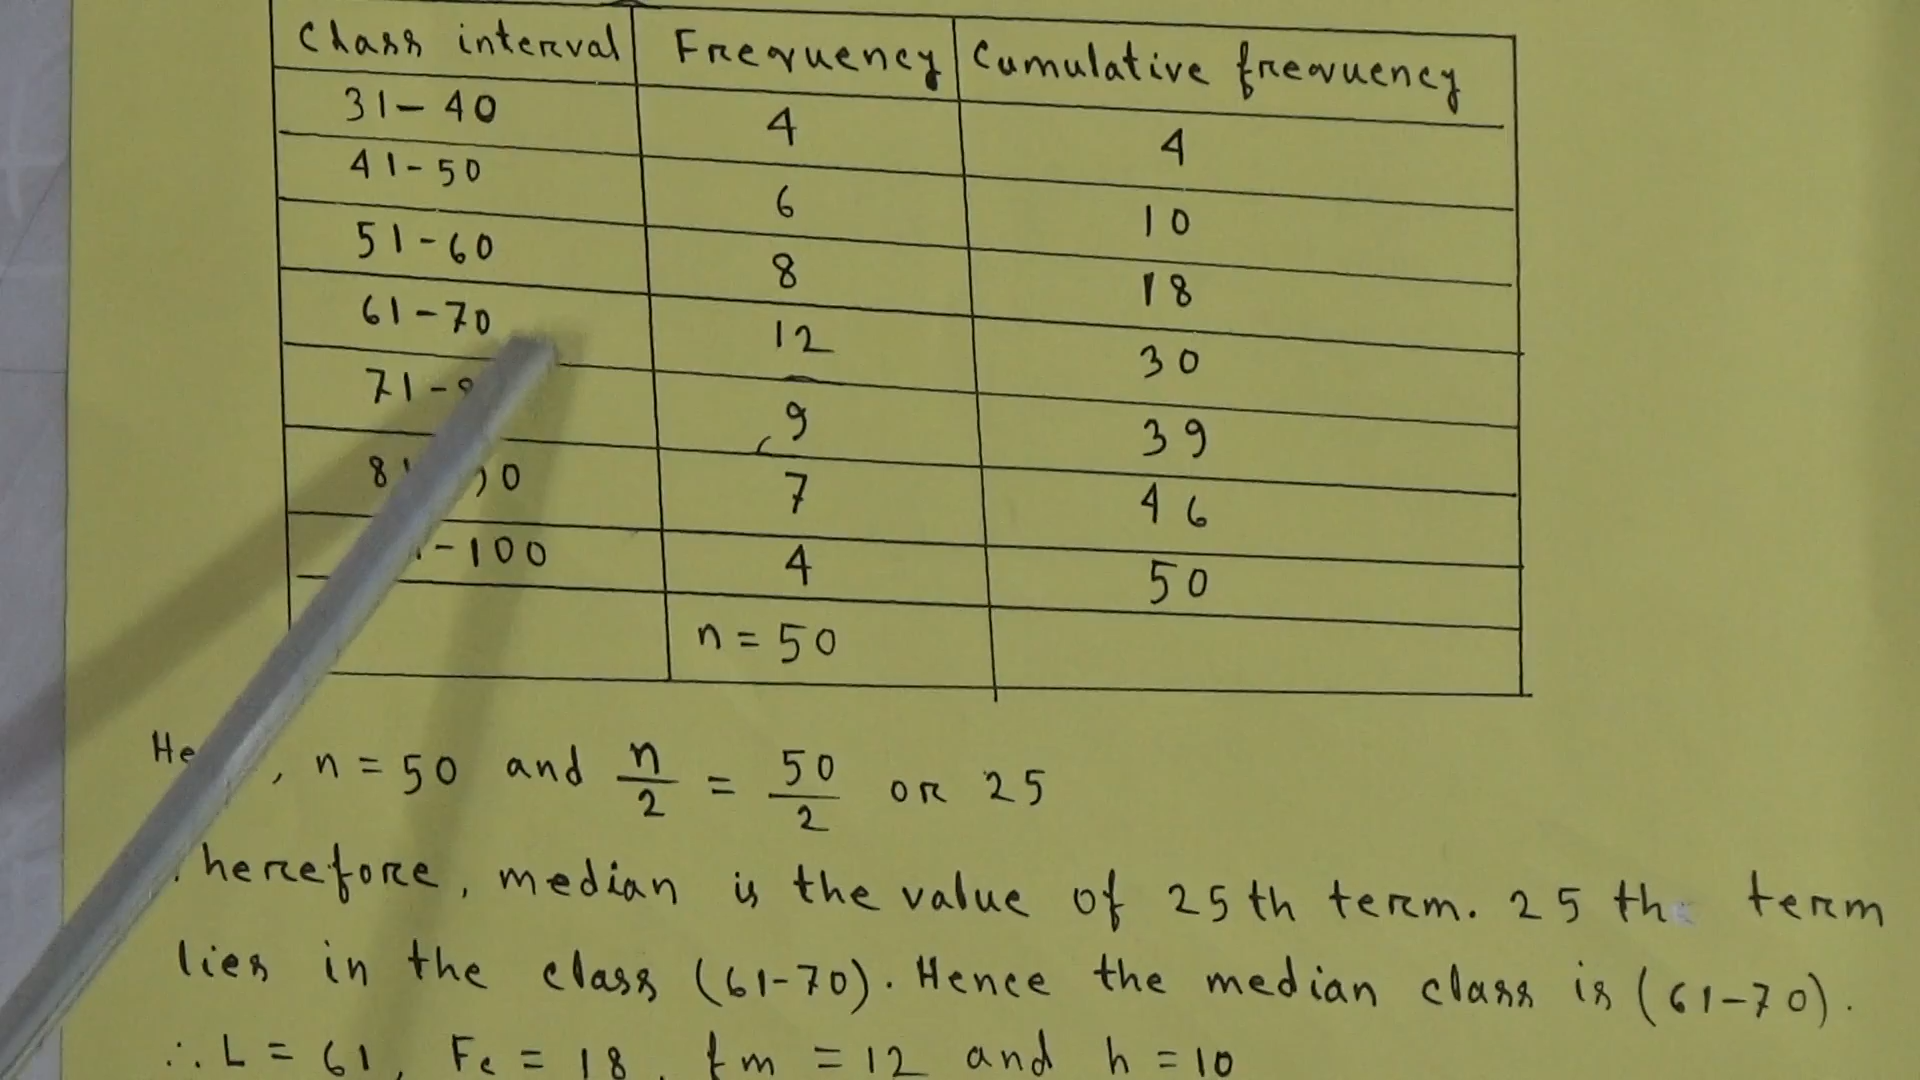 Class interval Frequency Cumulative frequency
31-40 4 4
41-50 6 10
51-60 8 18
61-70 12 30
71- 9 39
7 46
-100 4 50
n = 50
n = 50 and n/2 = 50/2 or 25
median is the value of 25th term. 25 th term
lies in the class (61-70). Hence the median class is (61-70).
∴ L = 61, Fc = 18, fm = 12 and h = 10